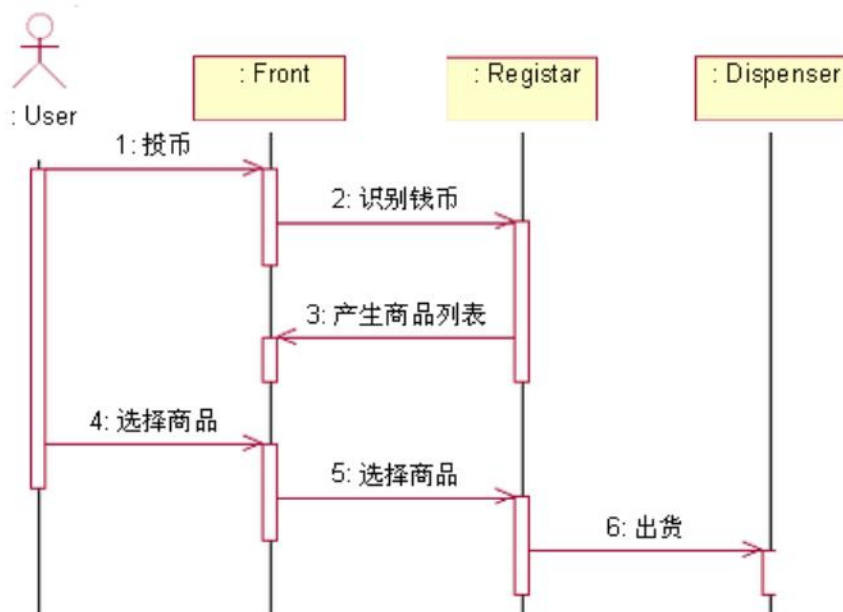 : Front
: Registar
: Dispenser
: User
1: 投币
2: 识别钱币
3: 产生商品列表
4: 选择商品
5: 选择商品
6: 出货